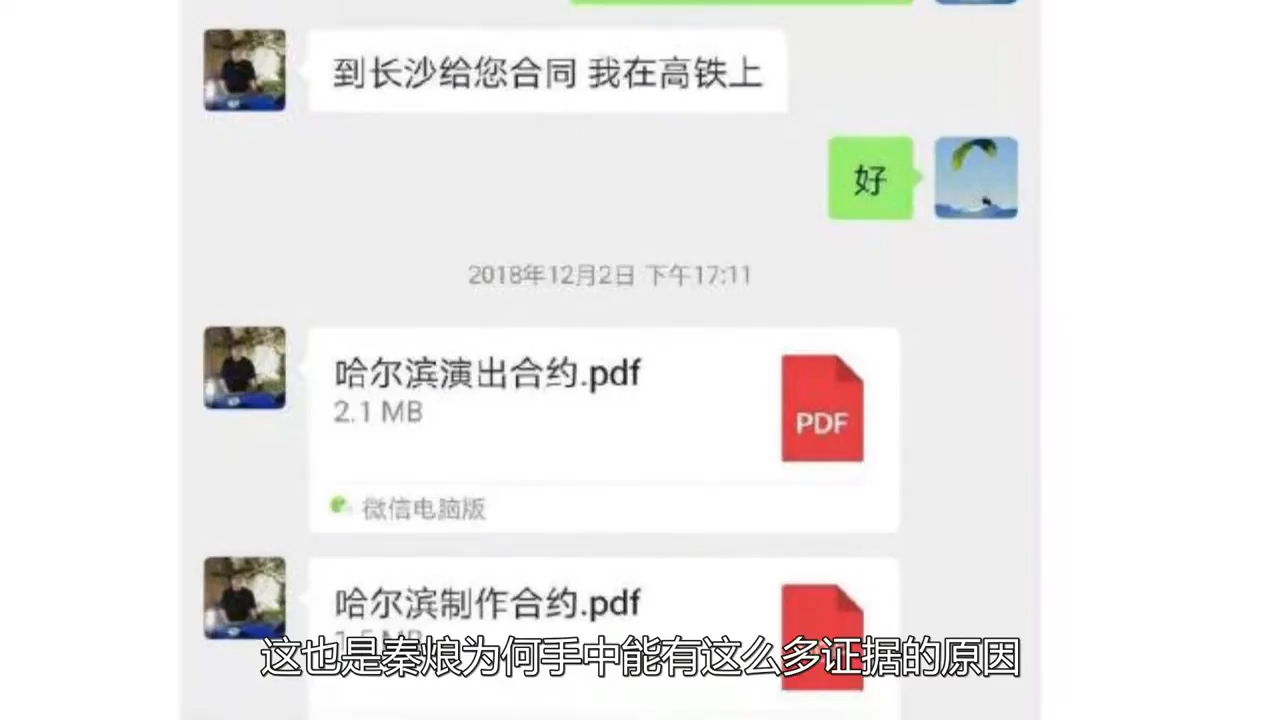 到长沙给您合同 我在高铁上
好
2018年12月2日 下午17:11
哈尔滨演出合约.pdf
2.1 MB
PDF
微信电脑版
哈尔滨制作合约.pdf
这也是秦烺为何手中能有这么多证据的原因